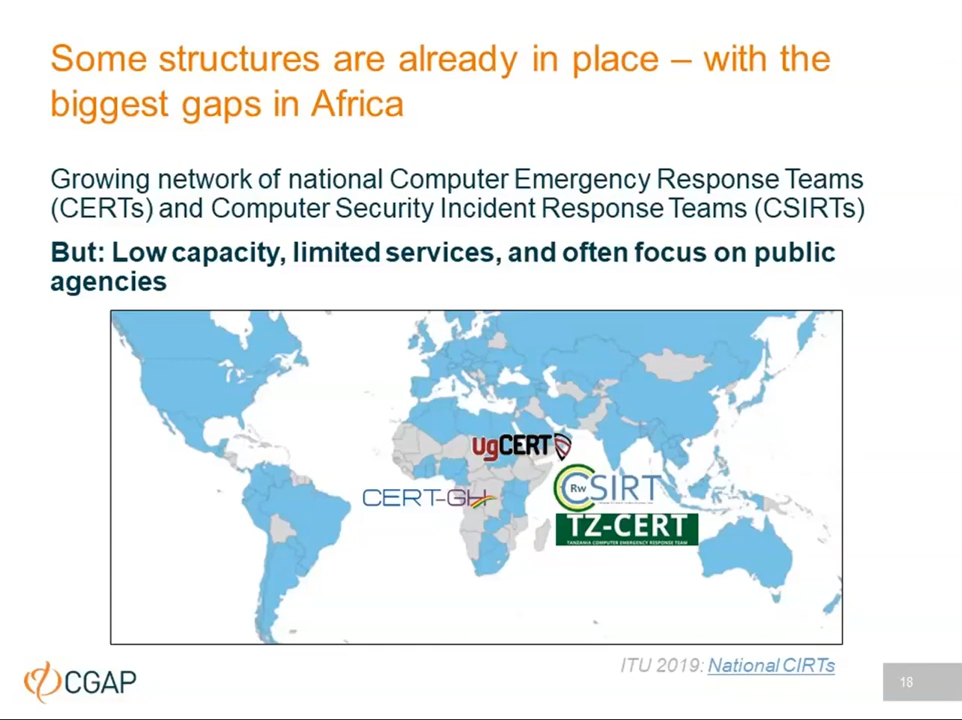 Some structures are already in place – with the
biggest gaps in Africa
Growing network of national Computer Emergency Response Teams
(CERTs) and Computer Security Incident Response Teams (CSIRTs)
But: Low capacity, limited services, and often focus on public
agencies
ugCERT
CERT-GH
Rw CSIRT
TZ-CERT
TANZANIA COMPUTER EMERGENCY RESPONSE TEAM
ITU 2019: National CIRTs
CGAP
18